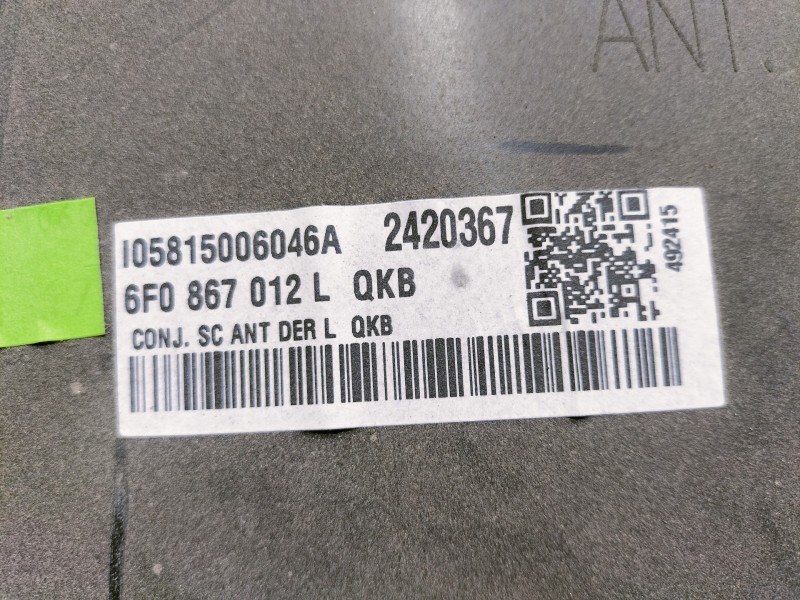 ANT.
I05815006046A 2420367
6F0 867 012 L QKB
CONJ. SC ANT DER L QKB
492415